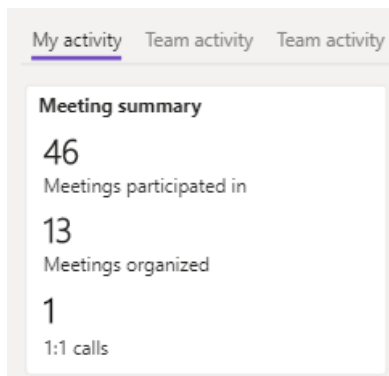 My activity Team activity Team activity
Meeting summary
46
Meetings participated in
13
Meetings organized
1
1:1 calls